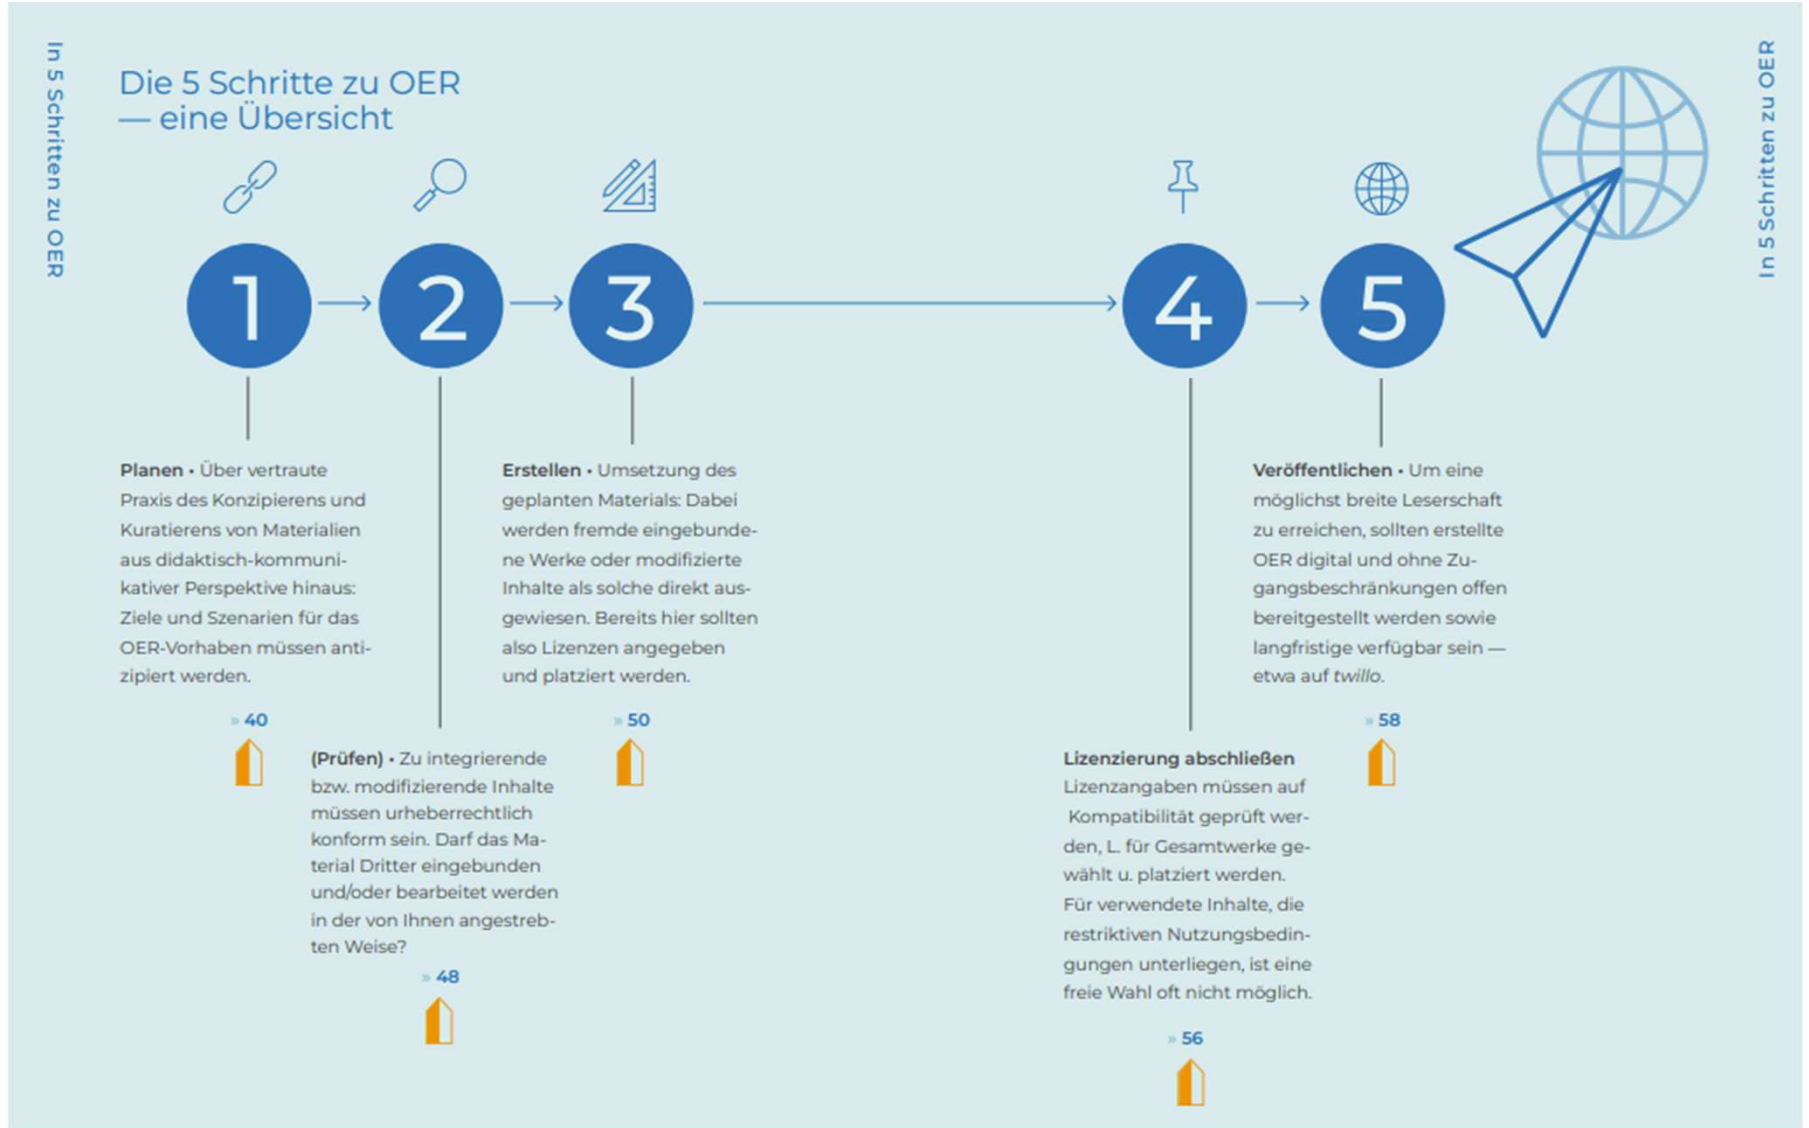 In 5 Schritten zu OER
Die 5 Schritte zu OER
— eine Übersicht
1
2
3
4
5
Planen • Über vertraute
Praxis des Konzipierens und
Kuratierens von Materialien
aus didaktisch-kommuni-
kativer Perspektive hinaus:
Ziele und Szenarien für das
OER-Vorhaben müssen anti-
zipiert werden.
» 40
(Prüfen) • Zu integrierende
bzw. modifizierende Inhalte
müssen urheberrechtlich
konform sein. Darf das Ma-
terial Dritter eingebunden
und/oder bearbeitet werden
in der von Ihnen angestreb-
ten Weise?
» 48
Erstellen • Umsetzung des
geplanten Materials: Dabei
werden fremde eingebunde-
ne Werke oder modifizierte
Inhalte als solche direkt aus-
gewiesen. Bereits hier sollten
also Lizenzen angegeben
und platziert werden.
» 50
Lizenzierung abschließen
Lizenzangaben müssen auf
Kompatibilität geprüft wer-
den, L. für Gesamtwerke ge-
wählt u. platziert werden.
Für verwendete Inhalte, die
restriktiven Nutzungsbedin-
gungen unterliegen, ist eine
freie Wahl oft nicht möglich.
» 56
Veröffentlichen • Um eine
möglichst breite Leserschaft
zu erreichen, sollten erstellte
OER digital und ohne Zu-
gangsbeschränkungen offen
bereitgestellt werden sowie
langfristige verfügbar sein —
etwa auf twillo.
» 58
In 5 Schritten zu OER